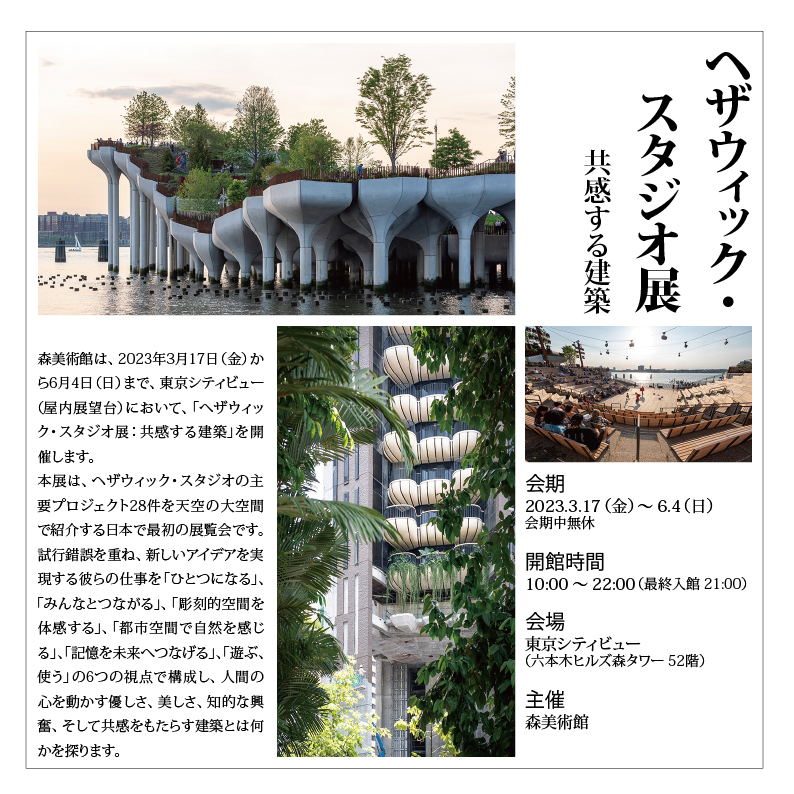 ヘザウィック・
スタジオ展
共感する建築
森美術館は、2023年3月17日（金）か
ら6月4日（日）まで、東京シティビュー
（屋内展望台）において、「ヘザウィッ
ク・スタジオ展：共感する建築」を開
催します。
本展は、ヘザウィック・スタジオの主
要プロジェクト28件を天空の大空間
で紹介する日本で最初の展覧会です。
試行錯誤を重ね、新しいアイデアを実
現する彼らの仕事を「ひとつになる」、
「みんなとつながる」、「彫刻的空間を
体感する」、「都市空間で自然を感じ
る」、「記憶を未来へつなげる」、「遊ぶ、
使う」の6つの視点で構成し、人間の
心を動かす優しさ、美しさ、知的な興
奮、そして共感をもたらす建築とは何
かを探ります。
会期
2023.3.17（金）～ 6.4（日）
会期中無休
開館時間
10:00 ～ 22:00（最終入館 21:00）
会場
東京シティビュー
（六本木ヒルズ森タワー 52階）
主催
森美術館